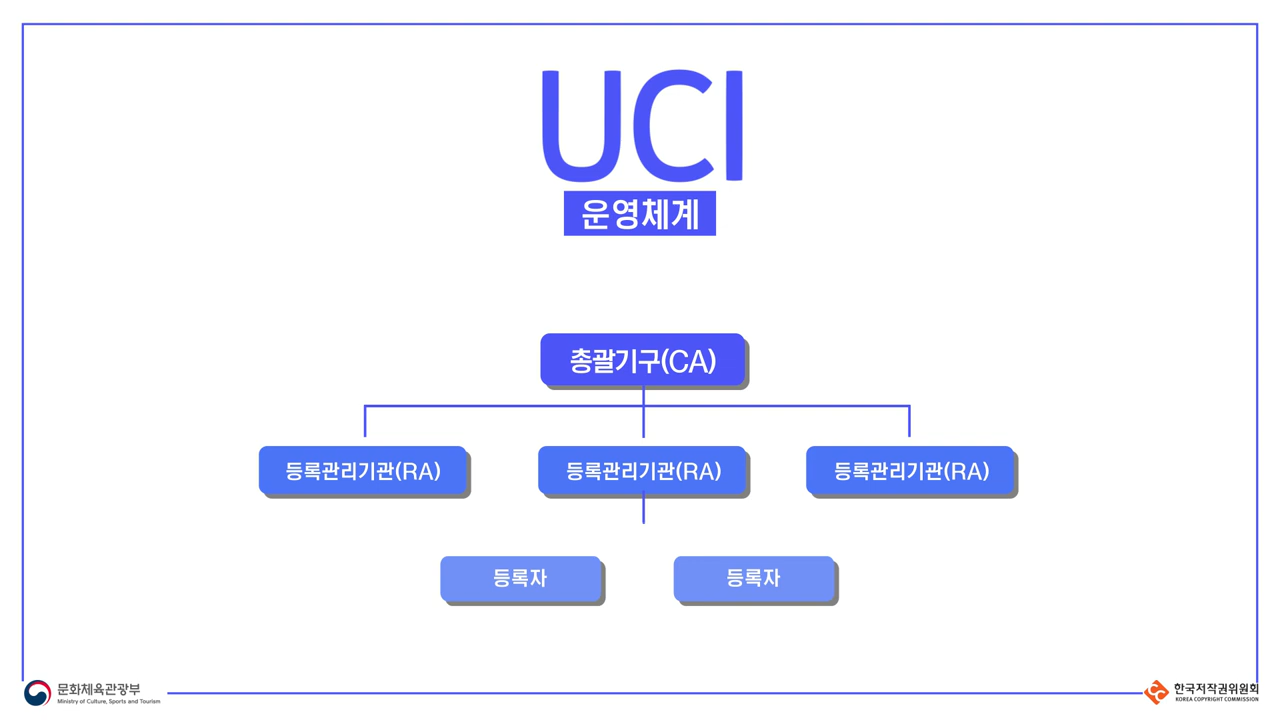 UCI
운영체계
총괄기구(CA)
등록관리기관(RA)
등록관리기관(RA)
등록관리기관(RA)
등록자
등록자
문화체육관광부
Ministry of Culture, Sports and Tourism
한국저작권위원회
KOREA COPYRIGHT COMMISSION